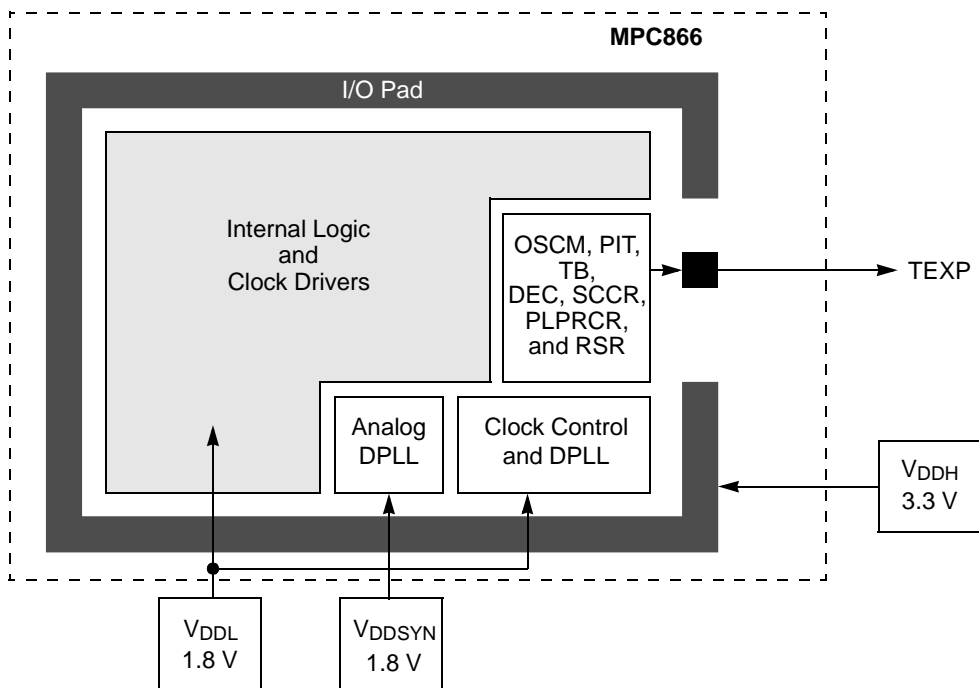 MPC866
I/O Pad
Internal Logic
and
Clock Drivers
OSCM, PIT,
TB,
DEC, SCCR,
PLPRCR,
and RSR
TEXP
Analog
DPLL
Clock Control
and DPLL
VDDH
3.3 V
VDDL
1.8 V
VDDSYN
1.8 V